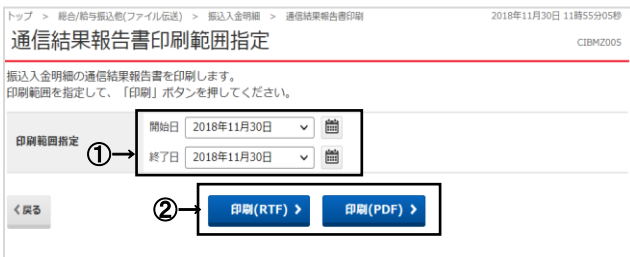 トップ > 総合/給与振込他(ファイル伝送) > 振込入金明細 > 通信結果報告書印刷
2018年11月30日 11時55分05秒
通信結果報告書印刷範囲指定
CIBMZ005
振込入金明細の通信結果報告書を印刷します。
印刷範囲を指定して、「印刷」ボタンを押してください。
印刷範囲指定
①
開始日 2018年11月30日
終了日 2018年11月30日
戻る
②
印刷(RTF)
印刷(PDF)